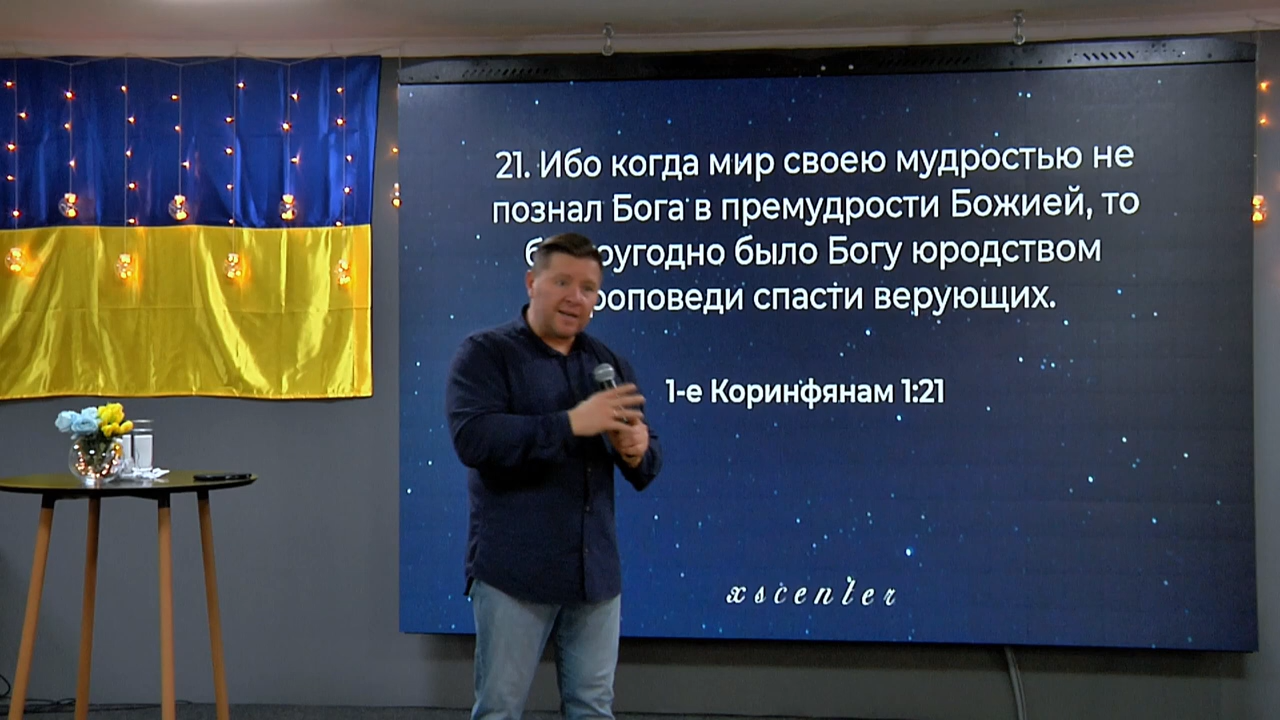 21. Ибо когда мир своею мудростью не
познал Бога в премудрости Божией, то
было Богу юродством
спасти верующих.
1-е Коринфянам 1:21
xscenter